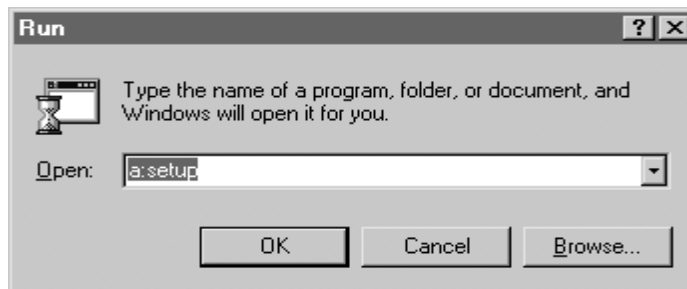 Run
Type the name of a program, folder, or document, and
Windows will open it for you.
Open: a:setup
OK Cancel Browse...